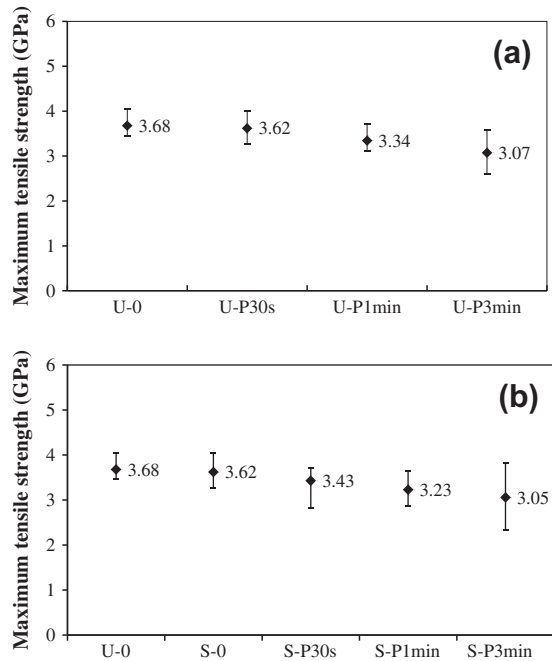 Maximum tensile strength (GPa)
(a)
6
5
4
3
2
1
0
3.68
3.62
3.34
3.07
U-0
U-P30s
U-P1min
U-P3min
Maximum tensile strength (GPa)
(b)
6
5
4
3
2
1
0
3.68
3.62
3.43
3.23
3.05
U-0
S-0
S-P30s
S-P1min
S-P3min